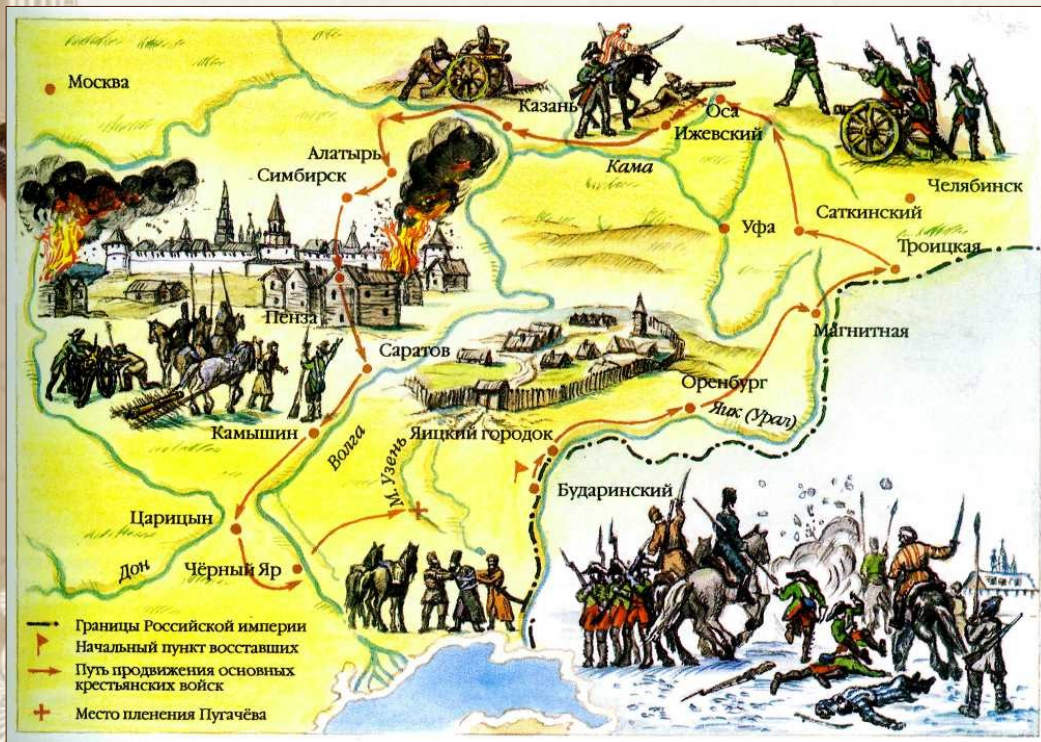 Москва
Казань
Оса
Ижевский
Алатырь
Симбирск
Кама
Челябинск
Саткинский
Уфа
Троицкая
Пенза
Магнитная
Саратов
Оренбург
Яик (Урал)
Камышин
Волга
Яицкий городок
М. Узень
Бударинский
Царицын
Дон
Чёрный Яр
Границы Российской империи
Начальный пункт восставших
Путь продвижения основных
крестьянских войск
Место пленения Пугачёва